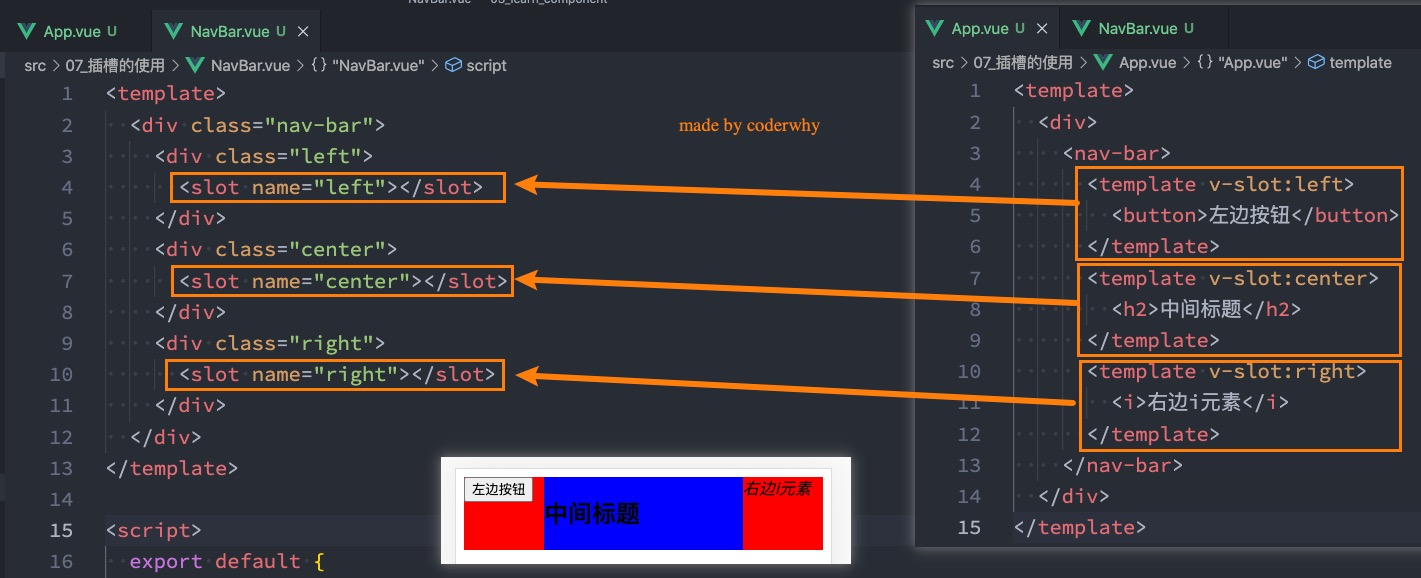 NavBar.vue — 03_learn_component
App.vue U
NavBar.vue U ×
src > 07_插槽的使用 > NavBar.vue > {} "NavBar.vue" > script
1 <template>
2 <div class="nav-bar">
3 <div class="left">
4 <slot name="left"></slot>
5 </div>
6 <div class="center">
7 <slot name="center"></slot>
8 </div>
9 <div class="right">
10 <slot name="right"></slot>
11 </div>
12 </div>
13 </template>
14
15 <script>
16 export default {
made by coderwhy
左边按钮
中间标题
右边i元素
App.vue U ×
NavBar.vue U
src > 07_插槽的使用 > App.vue > {} "App.vue" > template
1 <template>
2 <div>
3 <nav-bar>
4 <template v-slot:left>
5 <button>左边按钮</button>
6 </template>
7 <template v-slot:center>
8 <h2>中间标题</h2>
9 </template>
10 <template v-slot:right>
11 <i>右边i元素</i>
12 </template>
13 </nav-bar>
14 </div>
15 </template>